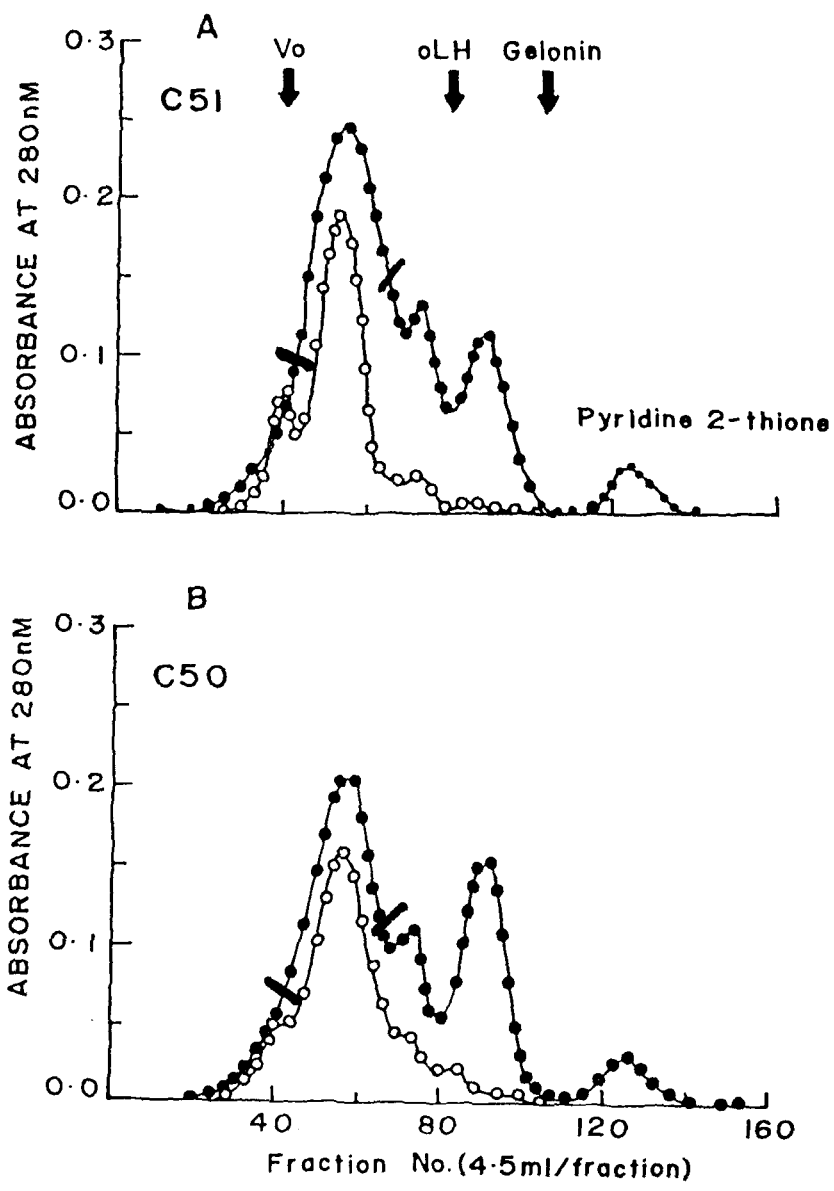 A
Vo oLH Gelonin
C51
ABSORBANCE AT 280nM
0.3
0.2
0.1
0.0
Pyridine 2-thione
B
C50
ABSORBANCE AT 280nM
0.3
0.2
0.1
0.0
40 80 120 160
Fraction No. (4.5ml/fraction)